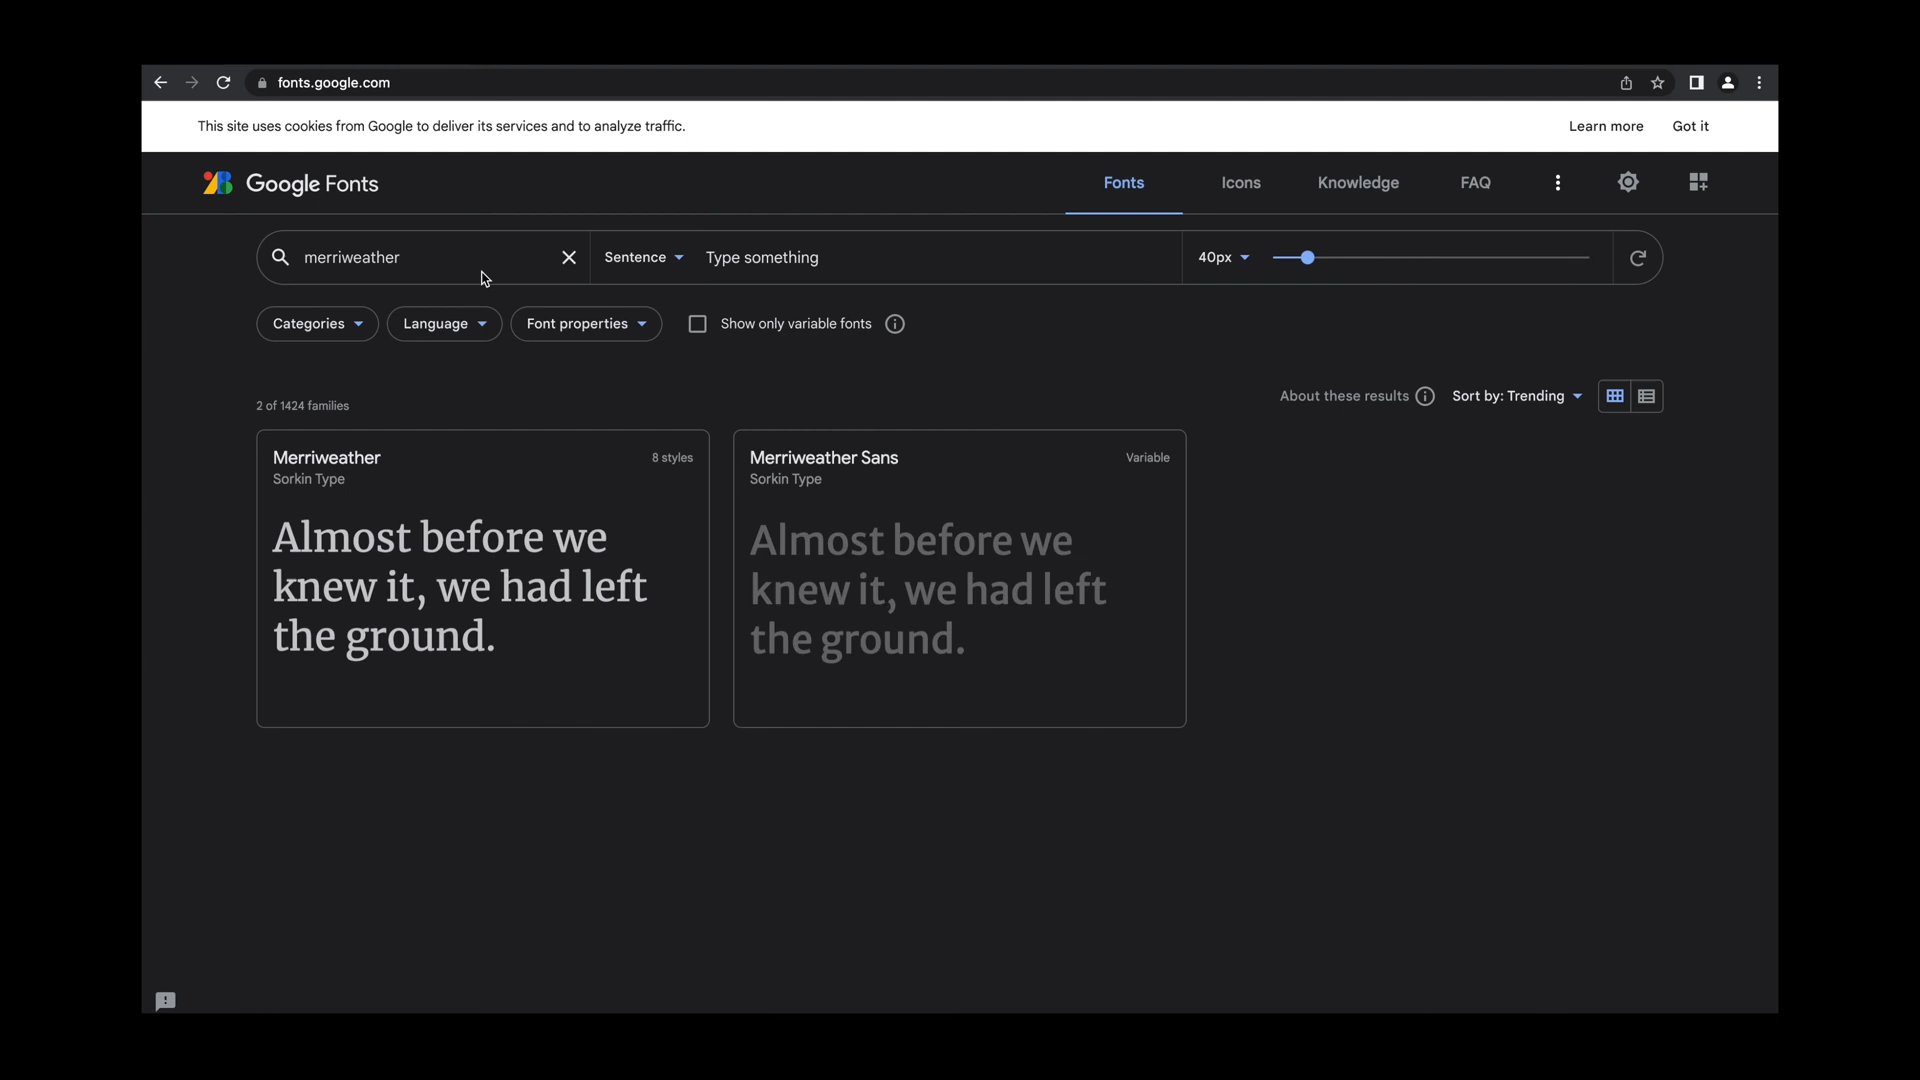 fonts.google.com
This site uses cookies from Google to deliver its services and to analyze traffic.
Learn more
Got it
Google Fonts
Fonts
Icons
Knowledge
FAQ
merriweather
Sentence
Type something
40px
Categories
Language
Font properties
Show only variable fonts
2 of 1424 families
About these results
Sort by: Trending
Merriweather
8 styles
Sorkin Type
Almost before we
knew it, we had left
the ground.
Merriweather Sans
Variable
Sorkin Type
Almost before we
knew it, we had left
the ground.